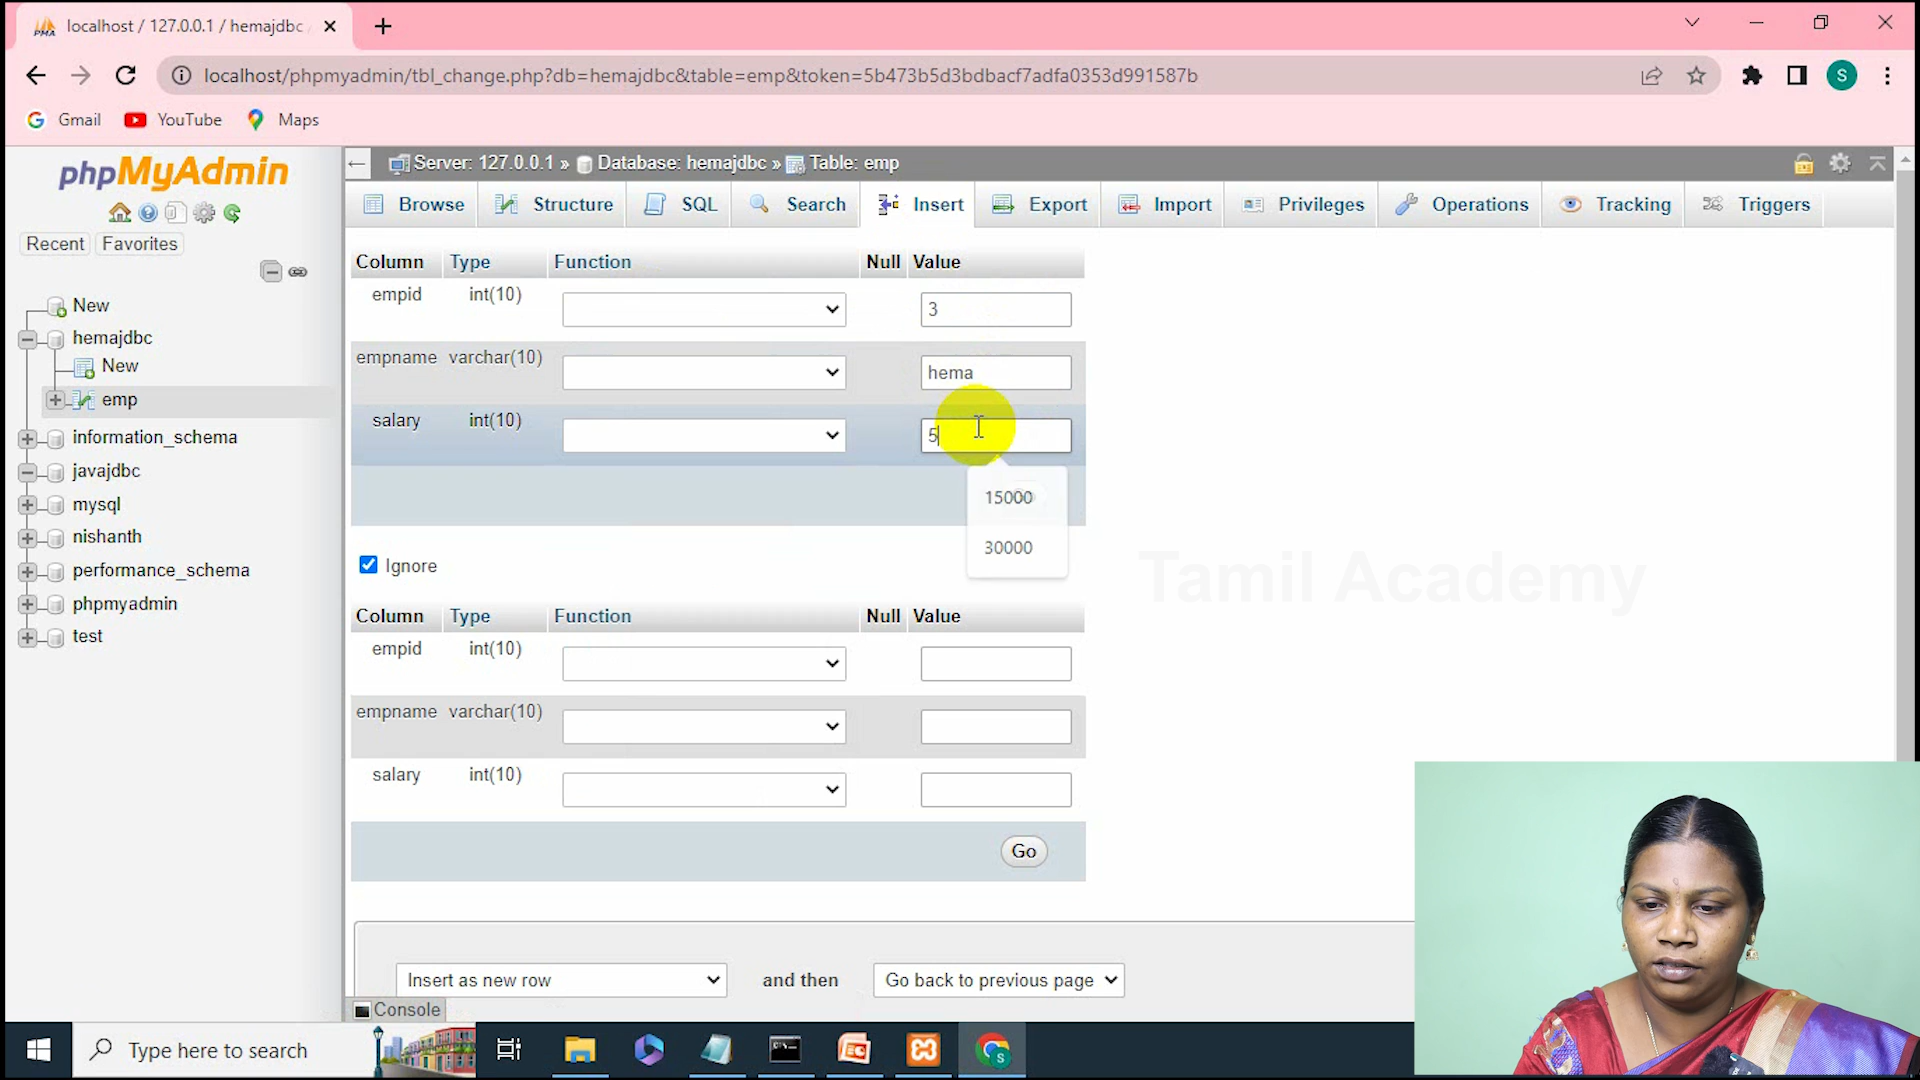 localhost / 127.0.0.1 / hemajdbc
localhost/phpmyadmin/tbl_change.php?db=hemajdbc&table=emp&token=5b473b5d3bdbacf7adfa0353d991587b
S
Gmail YouTube Maps
phpMyAdmin
Server: 127.0.0.1 » Database: hemajdbc » Table: emp
Browse Structure SQL Search Insert Export Import Privileges Operations Tracking Triggers
Recent Favorites
New
hemajdbc
New
emp
information_schema
javajdbc
mysql
nishanth
performance_schema
phpmyadmin
test
Column Type Function Null Value
empid int(10) 3
empname varchar(10) hema
salary int(10) 5
15000
30000
Ignore
Tamil Academy
Column Type Function Null Value
empid int(10)
empname varchar(10)
salary int(10)
Go
Insert as new row and then Go back to previous page
Console
Type here to search